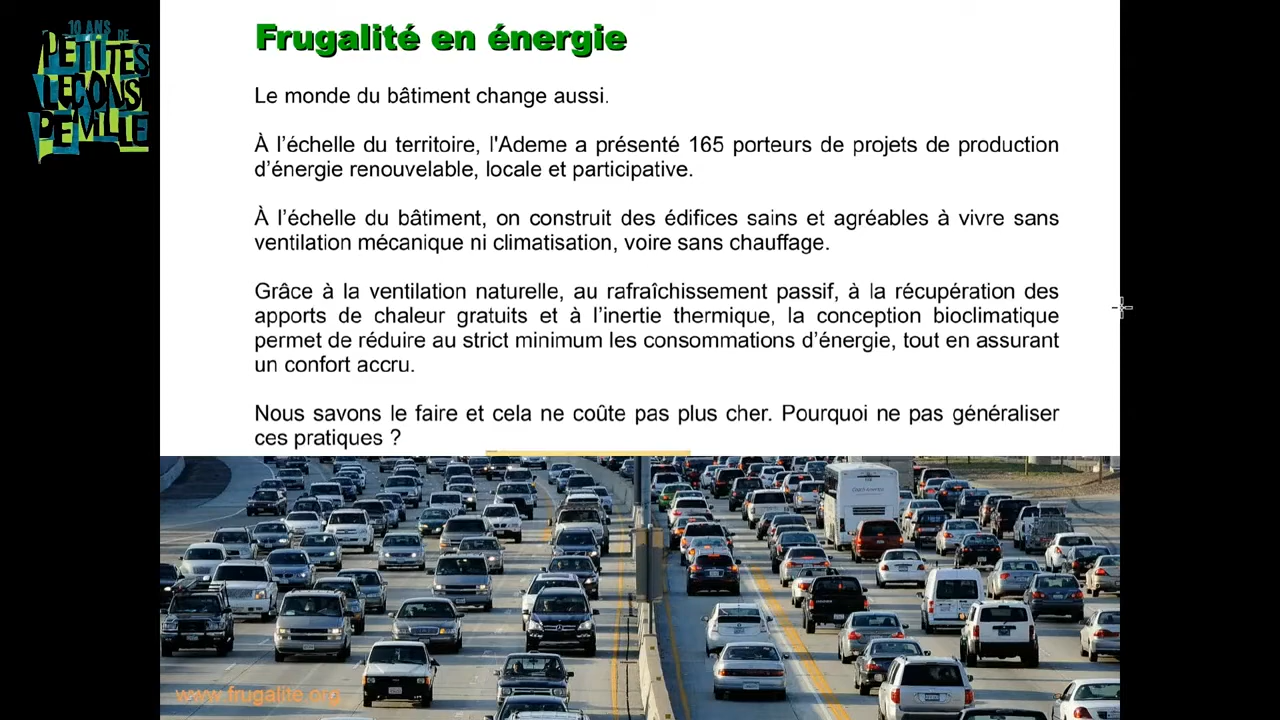 10 ANS DE
PETITES
LEÇONS
DE VILLE
Frugalité en énergie
Le monde du bâtiment change aussi.
À l’échelle du territoire, l'Ademe a présenté 165 porteurs de projets de production
d’énergie renouvelable, locale et participative.
À l’échelle du bâtiment, on construit des édifices sains et agréables à vivre sans
ventilation mécanique ni climatisation, voire sans chauffage.
Grâce à la ventilation naturelle, au rafraîchissement passif, à la récupération des
apports de chaleur gratuits et à l’inertie thermique, la conception bioclimatique
permet de réduire au strict minimum les consommations d’énergie, tout en assurant
un confort accru.
Nous savons le faire et cela ne coûte pas plus cher. Pourquoi ne pas généraliser
ces pratiques ?
www.frugalite.org